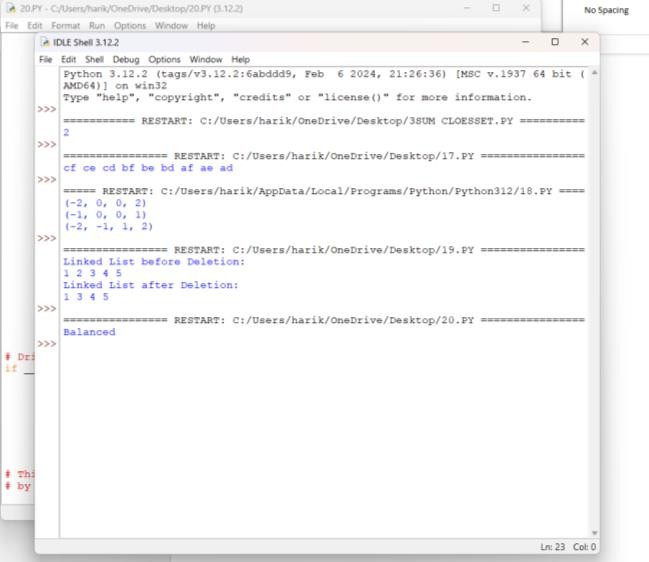 20.PY - C:/Users/harik/OneDrive/Desktop/20.PY (3.12.2)
File Edit Format Run Options Window Help
No Spacing
IDLE Shell 3.12.2
File Edit Shell Debug Options Window Help
Python 3.12.2 (tags/v3.12.2:6abddd9, Feb  6 2024, 21:26:36) [MSC v.1937 64 bit (
AMD64)] on win32
Type "help", "copyright", "credits" or "license()" for more information.
>>>
=========== RESTART: C:/Users/harik/OneDrive/Desktop/3SUM CLOESSET.PY ==========
2
>>>
================ RESTART: C:/Users/harik/OneDrive/Desktop/17.PY ================
cf ce cd bf be bd af ae ad
>>>
===== RESTART: C:/Users/harik/AppData/Local/Programs/Python/Python312/18.PY ====
(-2, 0, 0, 2)
(-1, 0, 0, 1)
(-2, -1, 1, 2)
>>>
================ RESTART: C:/Users/harik/OneDrive/Desktop/19.PY ================
Linked List before Deletion:
1 2 3 4 5
Linked List after Deletion:
1 3 4 5
>>>
================ RESTART: C:/Users/harik/OneDrive/Desktop/20.PY ================
Balanced
>>>
# Dri
if __
# Thi
# by
Ln: 23 Col: 0